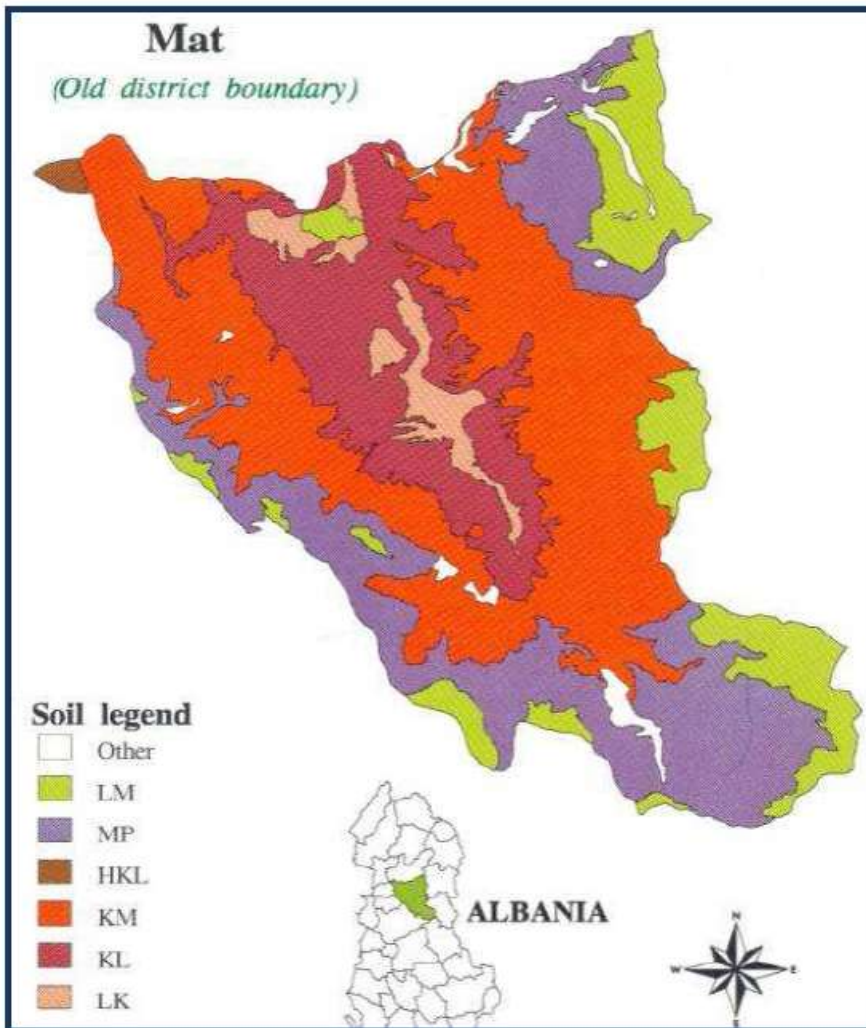 Mat
(Old district boundary)
Soil legend
Other
LM
MP
HKL
KM
KL
LK
ALBANIA
N
W
E
S